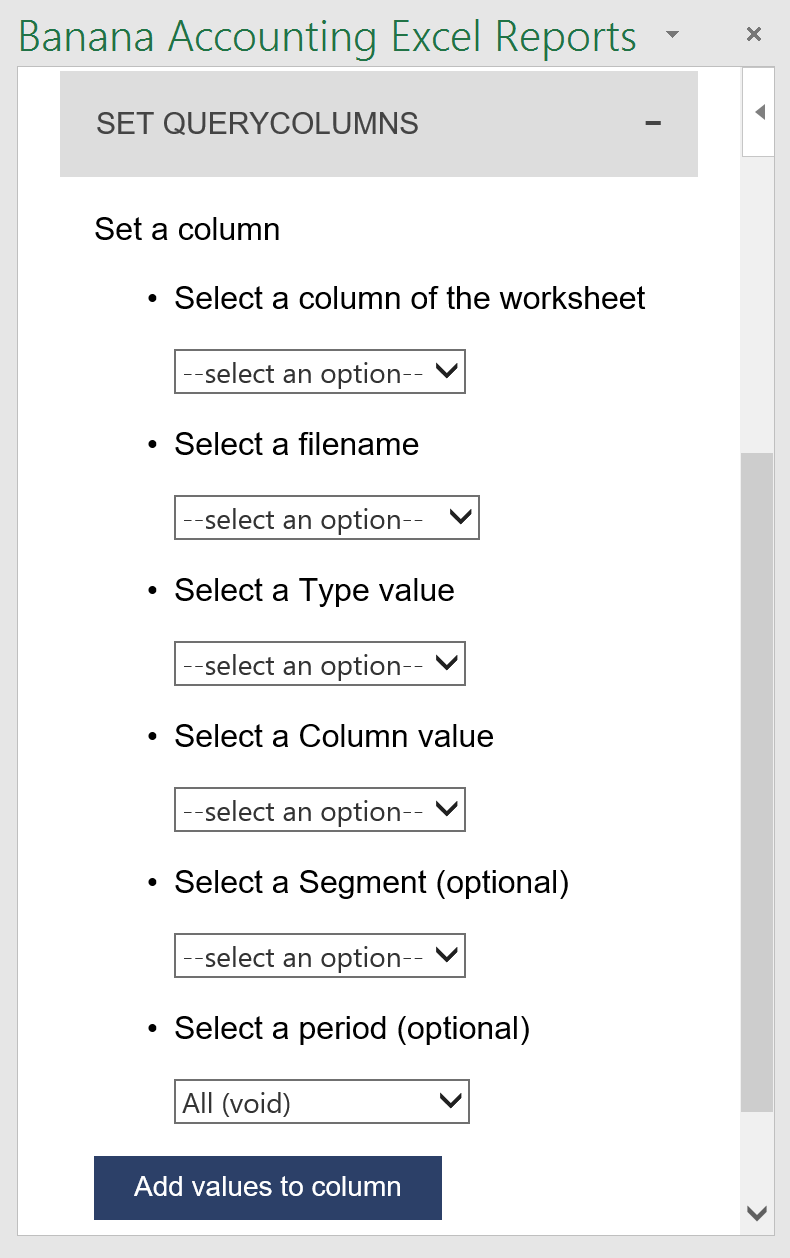 Banana Accounting Excel Reports
SET QUERYCOLUMNS
Set a column
• Select a column of the worksheet
--select an option--
• Select a filename
--select an option--
• Select a Type value
--select an option--
• Select a Column value
--select an option--
• Select a Segment (optional)
--select an option--
• Select a period (optional)
All (void)
Add values to column